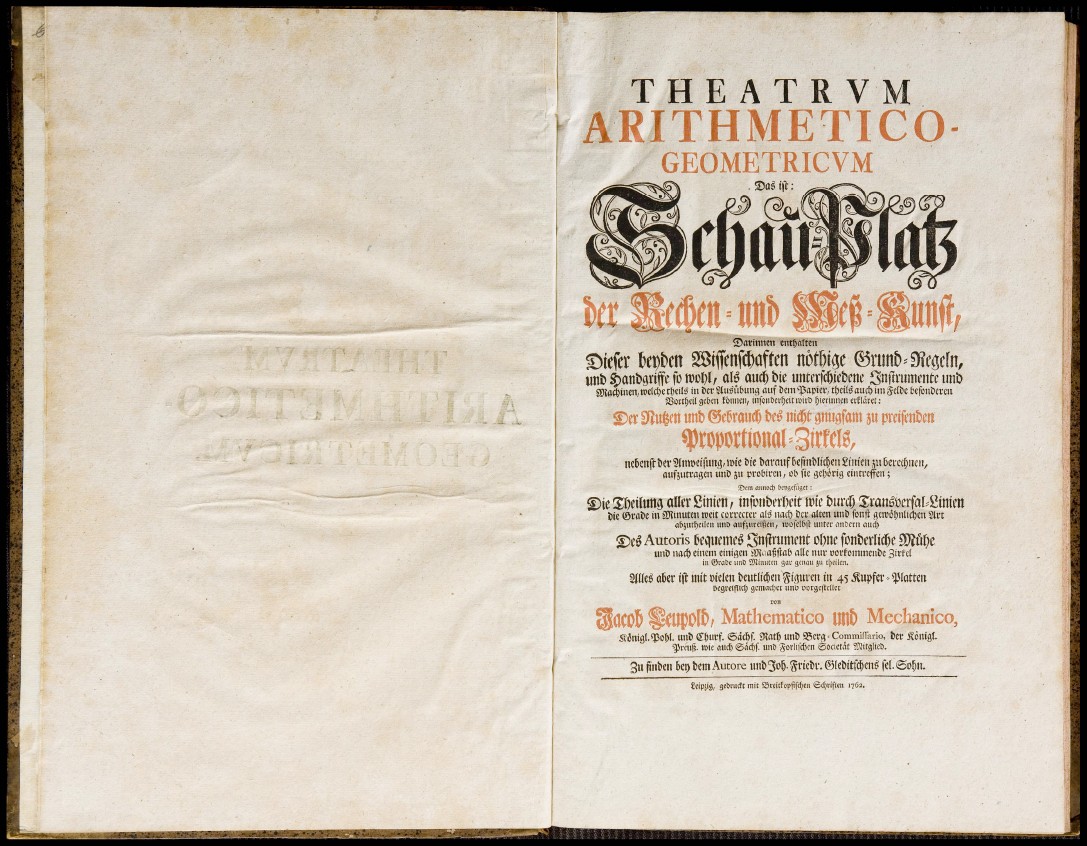 THEATRVM
ARITHMETICO-
GEOMETRICVM
Das ist:
Schau-Platz
der Rechen- und Meß-Kunst,
Darinnen enthalten
Dieser beyden Wissenschaften nöthige Grund-Regeln,
und Handgriffe so wohl, als auch die unterschiedene Instrumente und
Machinen, welche theils in der Ausübung auf dem Papier, theils auch im Felde besonderen
Vortheil geben können, insonderheit wird hierinnen erkläret:
Der Nutzen und Gebrauch des nicht gnugsam zu preisenden
Proportional-Zirkels,
nebenst der Anweisung, wie die darauf befindlichen Linien zu berechnen,
aufzutragen und zu probiren, ob sie gehörig eintreffen;
Dem annoch beygefüget:
Die Theilung aller Linien, insonderheit wie durch Transversal-Linien
die Grade in Minuten weit correcter als nach der alten und sonst gewöhnlichen Art
abzutheilen und aufzureißen, woselbst unter andern auch
Des Autoris bequemes Instrument ohne sonderliche Mühe
und nach einem einigen Maaßstab alle nur vorkommende Zirkel
in Grade und Minuten gar genau zu theilen.
Alles aber ist mit vielen deutlichen Figuren in 45 Kupfer-Platten
begreiflich gemachet und vorgestellet
von
Jacob Leupold, Mathematico und Mechanico,
Königl. Pohl. und Churf. Sächs. Rath und Berg-Commissario, der Königl.
Preuß. wie auch Sächs. und Forlischen Societät Mitglied.
Zu finden bey dem Autore und Joh. Friedr. Gleditschens sel. Sohn.
Leipzig, gedruckt mit Breitkopfischen Schriften 1762.